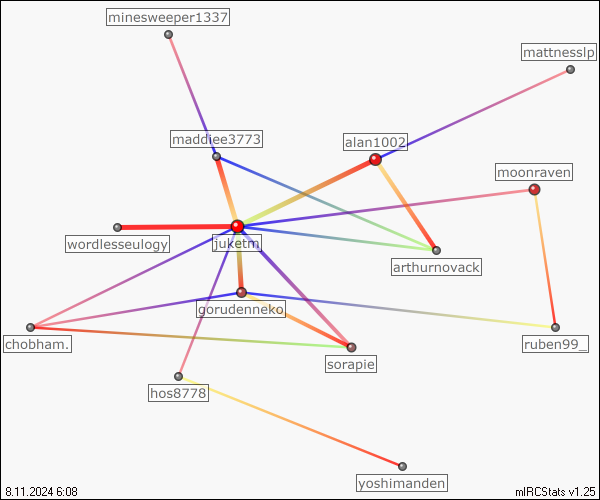 minesweeper1337
mattnesslp
maddiee3773
alan1002
moonraven
wordlesseulogy
juketm
arthurnovack
gorudenneko
chobham.
sorapie
ruben99_
hos8778
yoshimanden
8.11.2024 6:08
mIRCStats v1.25